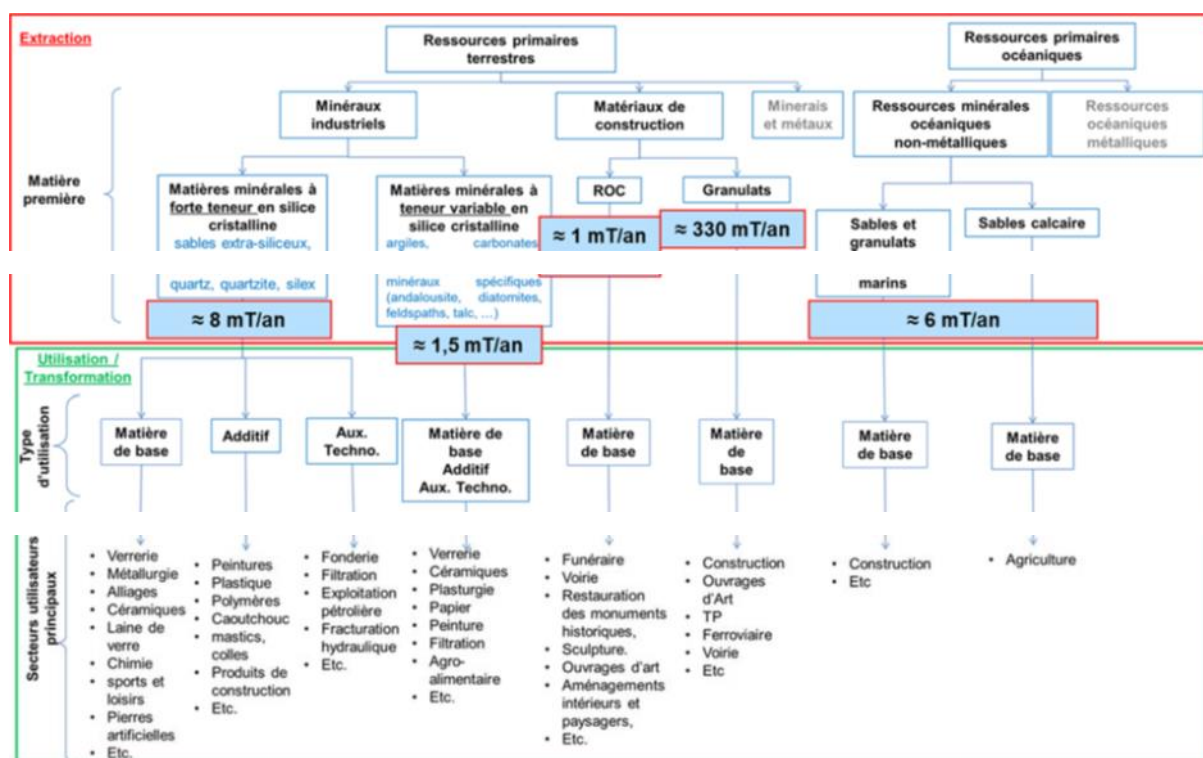 Extraction
Ressources primaires
terrestres
Ressources primaires
océaniques
Minéraux
industriels
Matériaux de
construction
Minerais
et métaux
Ressources minérales
océaniques
non-métalliques
Ressources
océaniques
métalliques
Matière
première
Matières minérales à
forte teneur en silice
cristalline
sables extra-siliceux,
quartz, quartzite, silex
≈ 8 mT/an
Matières minérales à
teneur variable en
silice cristalline
argiles, carbonates,
minéraux spécifiques
(andalousite, diatomites,
feldspaths, talc, …)
≈ 1,5 mT/an
ROC
≈ 1 mT/an
Granulats
≈ 330 mT/an
Sables et
granulats
marins
Sables calcaire
≈ 6 mT/an
Utilisation /
Transformation
Type
d'utilisation
Matière
de base
Additif
Aux.
Techno.
Matière de
base
Additif
Aux. Techno.
Matière
de base
Matière
de
base
Matière
de base
Matière
de base
Secteurs utilisateurs
principaux
• Verrerie
• Métallurgie
• Alliages
• Céramiques
• Laine de
verre
• Chimie
• sports et
loisirs
• Pierres
artificielles
• Etc.
• Peintures
• Plastique
• Polymères
• Caoutchouc
• mastics,
colles
• Produits de
construction
• Etc.
• Fonderie
• Filtration
• Exploitation
pétrolière
• Fracturation
hydraulique
• Etc.
• Verrerie
• Céramiques
• Plasturgie
• Papier
• Peinture
• Filtration
• Agro-
alimentaire
• Etc.
• Funéraire
• Voirie
• Restauration
des monuments
historiques,
• Sculpture.
• Ouvrages d'art
• Aménagements
intérieurs et
paysagers,
• Etc.
• Construction
• Ouvrages
d'Art
• TP
• Ferroviaire
• Voirie
• Etc
• Construction
• Etc
• Agriculture